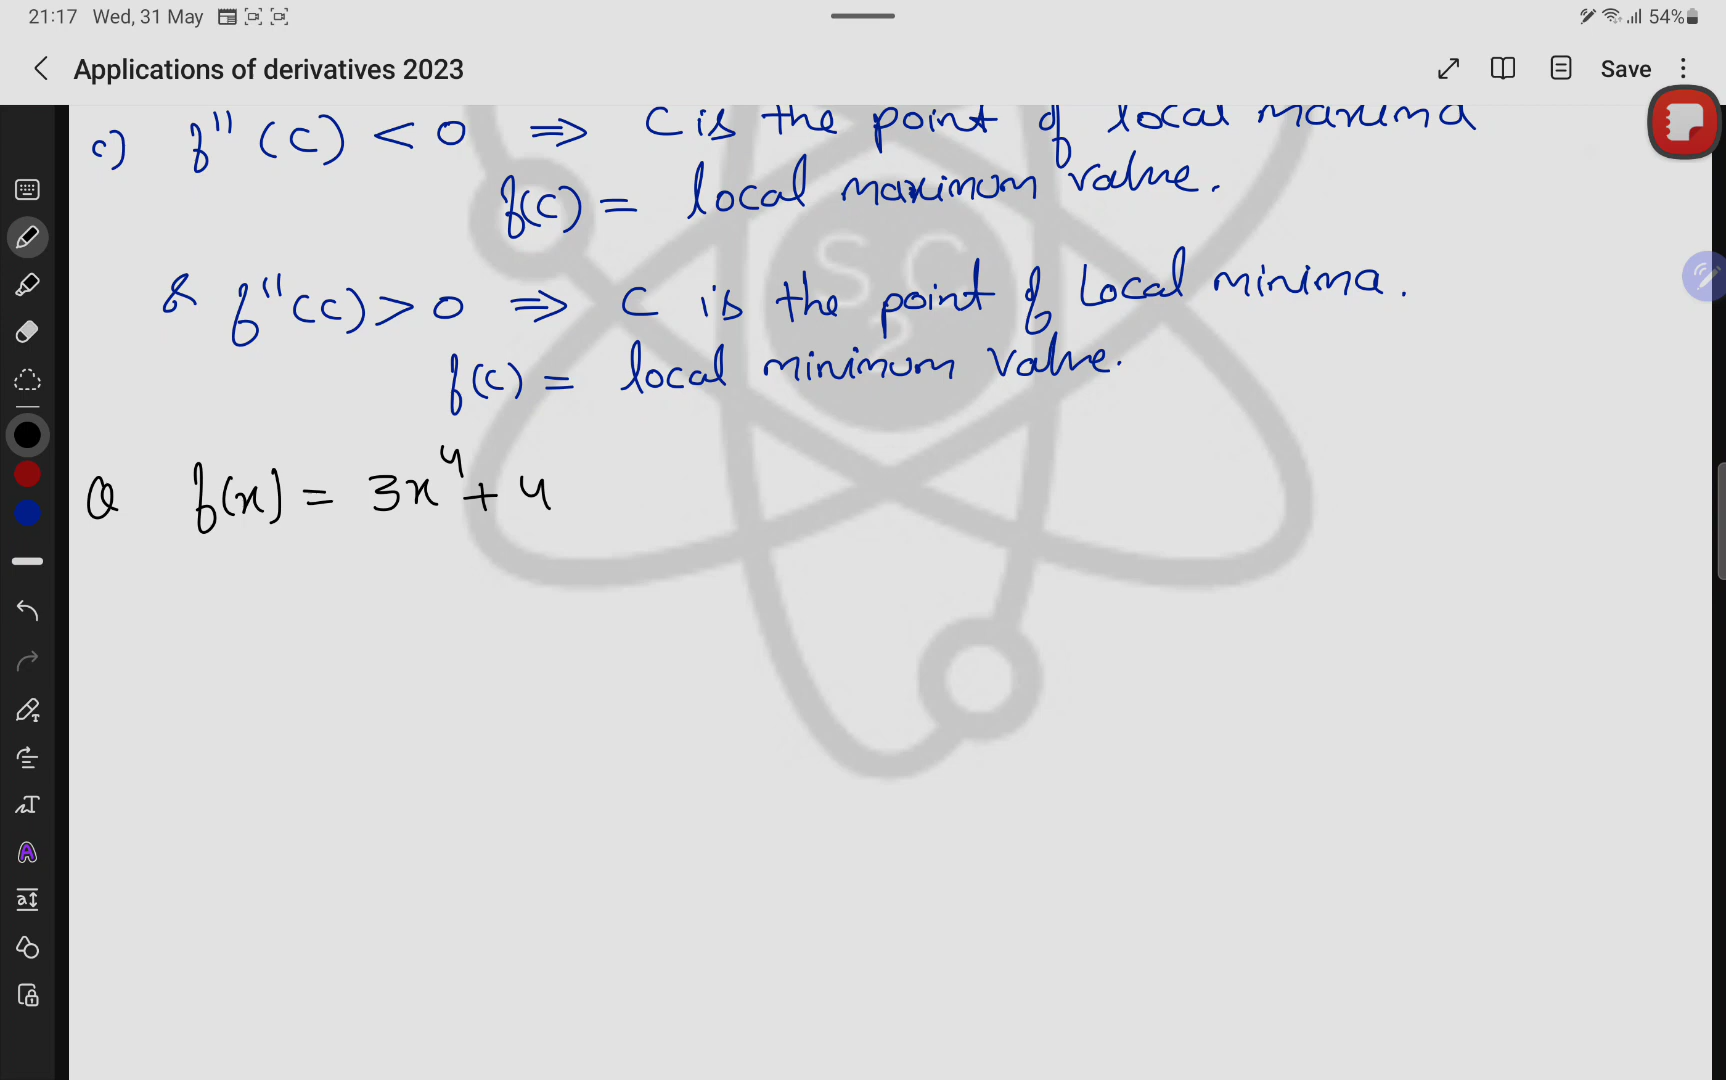 21:17 Wed, 31 May 54%
Applications of derivatives 2023 Save
c) f''(c) < 0 ⇒ C is the point of local maxima
f(c) = local maximum value.
& f''(c) > 0 ⇒ C is the point of Local minima.
f(c) = local minimum value.
Q f(x) = 3x⁴ + 4
S C
2